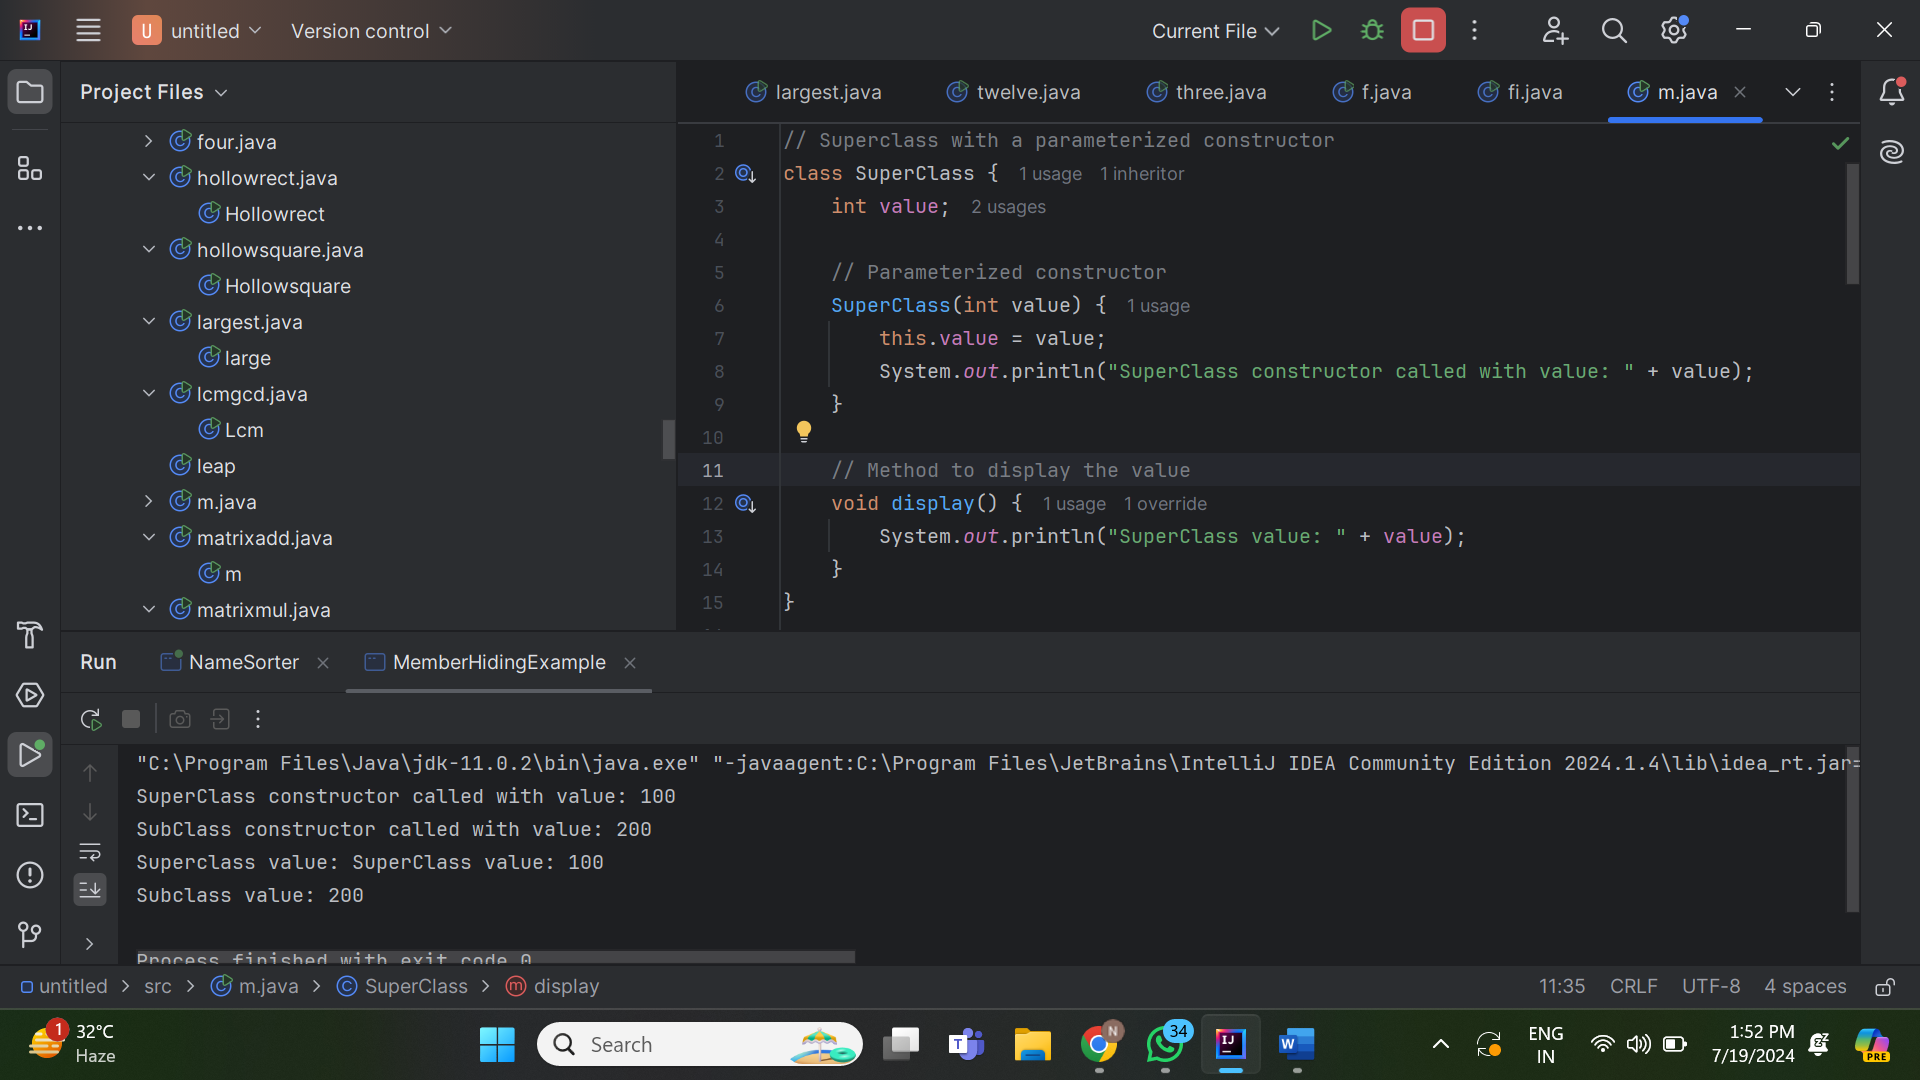 U untitled Version control Current File
Project Files
largest.java twelve.java three.java f.java fi.java m.java
four.java
hollowrect.java
Hollowrect
hollowsquare.java
Hollowsquare
largest.java
large
lcmgcd.java
Lcm
leap
m.java
matrixadd.java
m
matrixmul.java
1 // Superclass with a parameterized constructor
2 class SuperClass { 1 usage 1 inheritor
3 int value; 2 usages
4
5 // Parameterized constructor
6 SuperClass(int value) { 1 usage
7 this.value = value;
8 System.out.println("SuperClass constructor called with value: " + value);
9 }
10
11 // Method to display the value
12 void display() { 1 usage 1 override
13 System.out.println("SuperClass value: " + value);
14 }
15 }
Run NameSorter MemberHidingExample
"C:\Program Files\Java\jdk-11.0.2\bin\java.exe" "-javaagent:C:\Program Files\JetBrains\IntelliJ IDEA Community Edition 2024.1.4\lib\idea_rt.jar=
SuperClass constructor called with value: 100
SubClass constructor called with value: 200
Superclass value: SuperClass value: 100
Subclass value: 200
Process finished with exit code 0
untitled > src > m.java > SuperClass > display 11:35 CRLF UTF-8 4 spaces
1 32°C
Haze
Search
N
34
ENG
IN
1:52 PM
7/19/2024
PRE